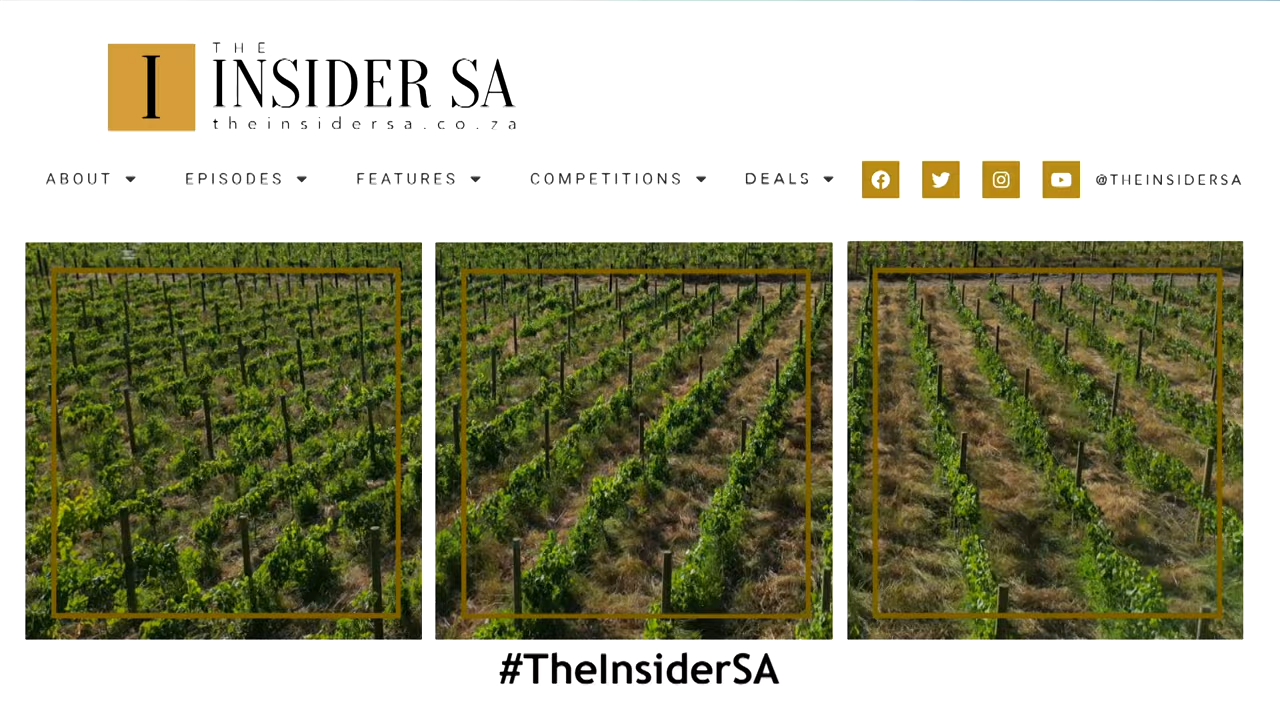 I
THE
INSIDER SA
theinsidersa.co.za
ABOUT EPISODES FEATURES COMPETITIONS DEALS @THEINSIDERSA
#TheInsiderSA